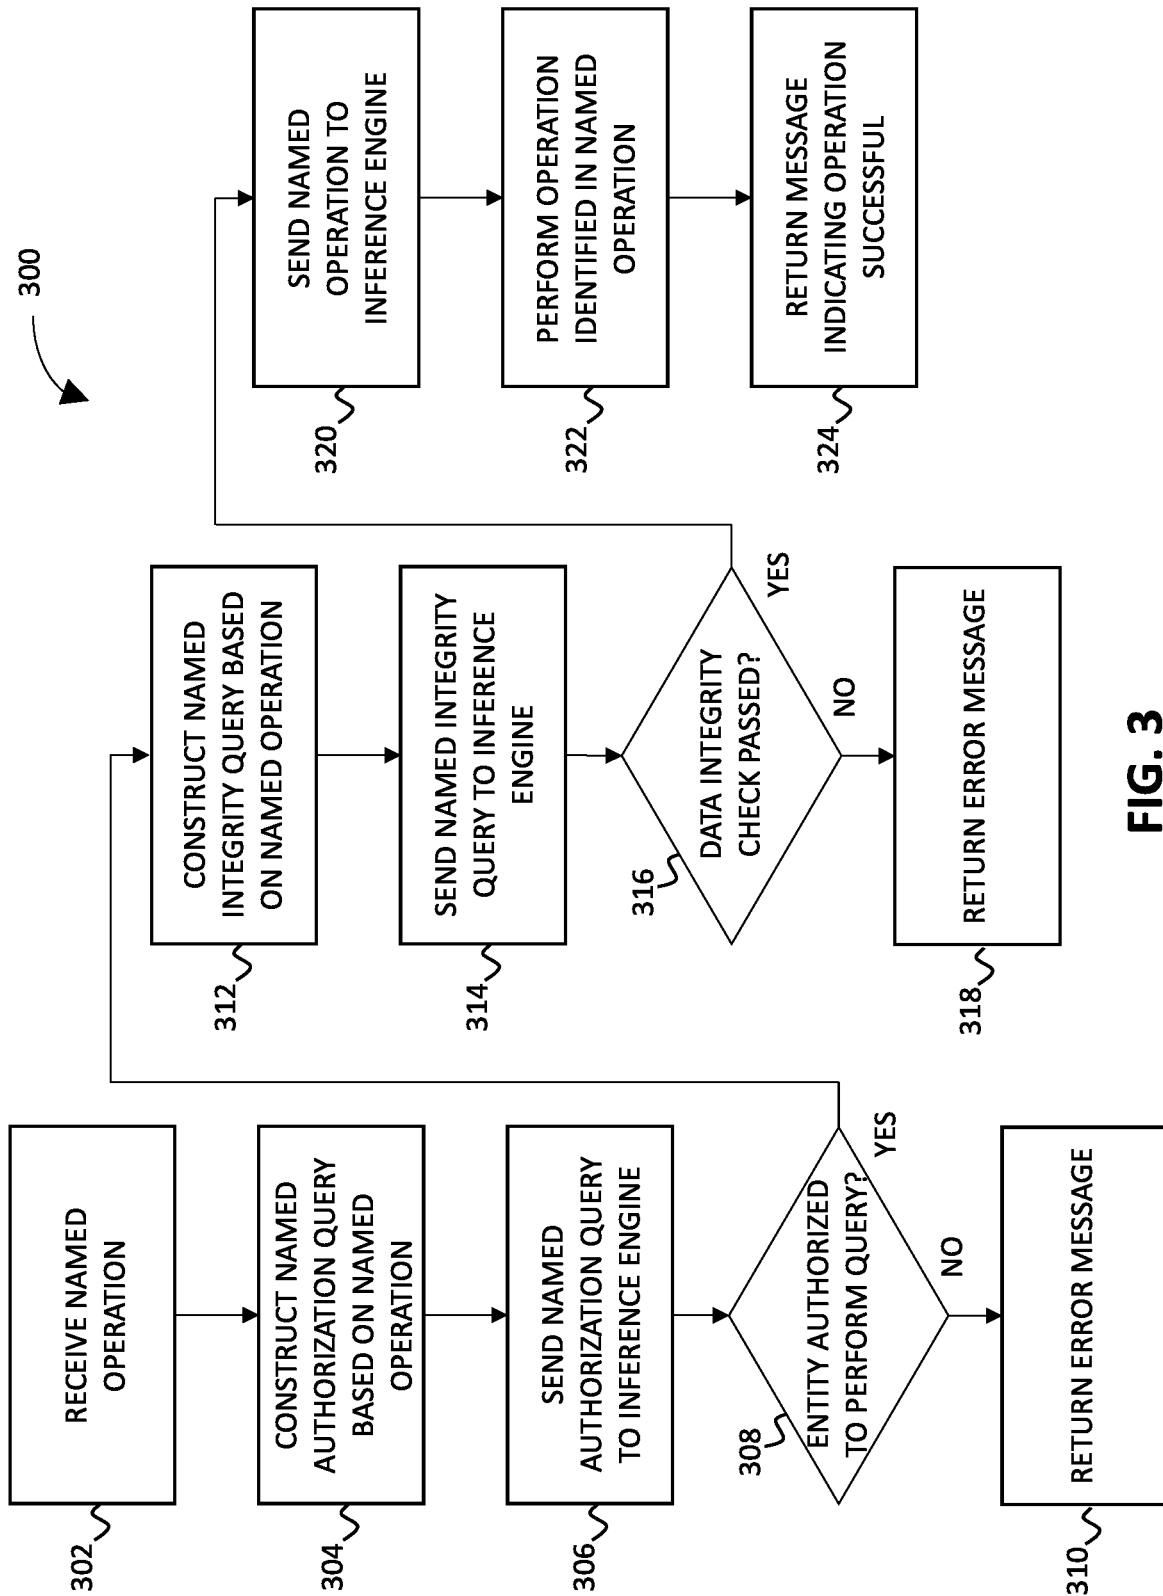 300
302
RECEIVE NAMED
OPERATION
304
CONSTRUCT NAMED
AUTHORIZATION QUERY
BASED ON NAMED
OPERATION
306
SEND NAMED
AUTHORIZATION QUERY
TO INFERENCE ENGINE
308
ENTITY AUTHORIZED
TO PERFORM QUERY?
YES
NO
310
RETURN ERROR MESSAGE
312
CONSTRUCT NAMED
INTEGRITY QUERY BASED
ON NAMED OPERATION
314
SEND NAMED INTEGRITY
QUERY TO INFERENCE
ENGINE
316
DATA INTEGRITY
CHECK PASSED?
YES
NO
318
RETURN ERROR MESSAGE
320
SEND NAMED
OPERATION TO
INFERENCE ENGINE
322
PERFORM OPERATION
IDENTIFIED IN NAMED
OPERATION
324
RETURN MESSAGE
INDICATING OPERATION
SUCCESSFUL
FIG. 3